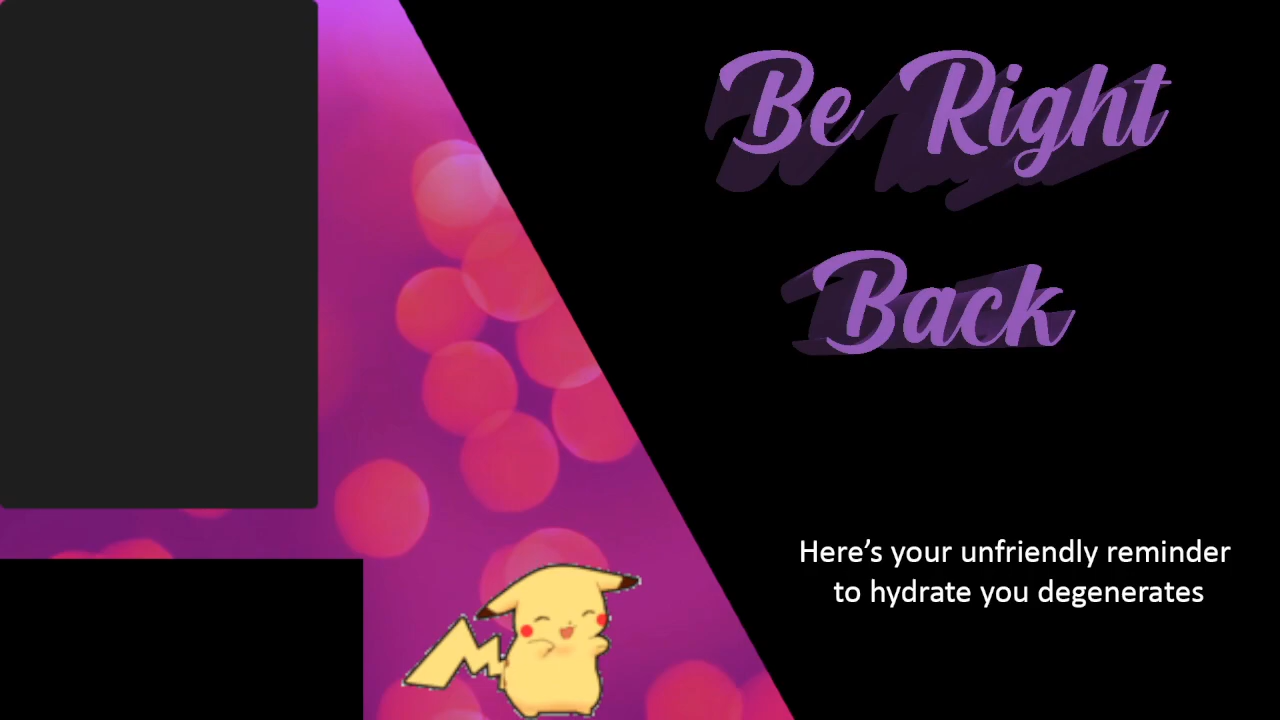 Be Right
Back
Here’s your unfriendly reminder
to hydrate you degenerates